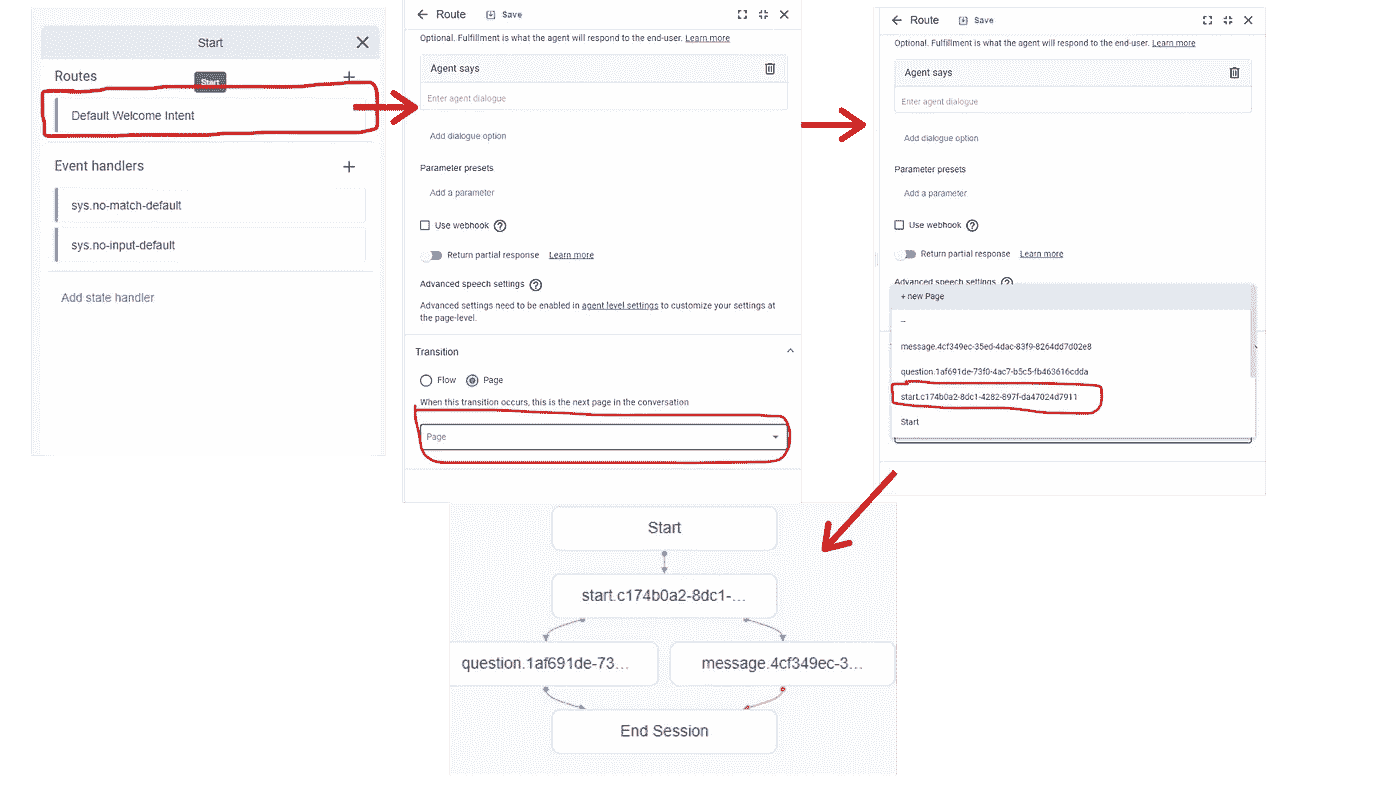 Start
Routes
Start
Default Welcome Intent
Event handlers
sys.no-match-default
sys.no-input-default
Add state handler
Route
Save
Optional. Fulfillment is what the agent will respond to the end-user. Learn more
Agent says
Enter agent dialogue
Add dialogue option
Parameter presets
Add a parameter
Use webhook
Return partial response Learn more
Advanced speech settings
Advanced settings need to be enabled in agent level settings to customize your settings at
the page-level.
Transition
Flow
Page
When this transition occurs, this is the next page in the conversation
Page
Route
Save
Optional. Fulfillment is what the agent will respond to the end-user. Learn more
Agent says
Enter agent dialogue
Add dialogue option
Parameter presets
Add a parameter
Use webhook
Return partial response Learn more
Advanced speech settings
+ new Page
--
message.4cf349ec-35ed-4dac-83f9-8264dd7d02e8
question.1af691de-73f0-4ac7-b5c5-fb463616cdda
start.c174b0a2-8dc1-4282-897f-da47024d7911
Start
Start
start.c174b0a2-8dc1-...
question.1af691de-73...
message.4cf349ec-3...
End Session